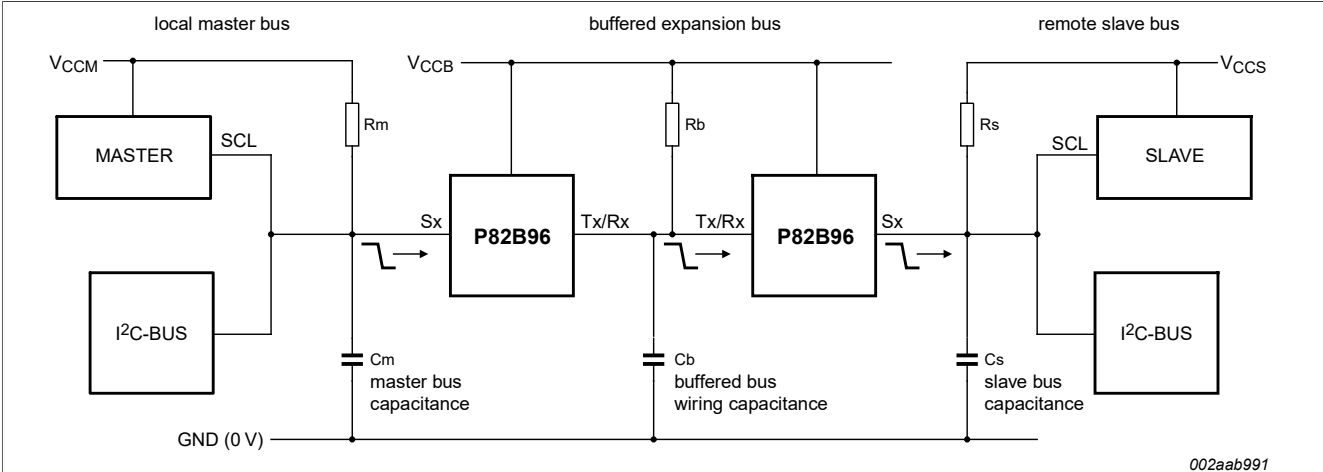 local master bus
buffered expansion bus
remote slave bus
VCCM
VCCB
VCCS
Rm
Rb
Rs
MASTER
SCL
SCL
SLAVE
Sx
P82B96
Tx/Rx
Tx/Rx
P82B96
Sx
I2C-BUS
I2C-BUS
Cm
master bus
capacitance
Cb
buffered bus
wiring capacitance
Cs
slave bus
capacitance
GND (0 V)
002aab991